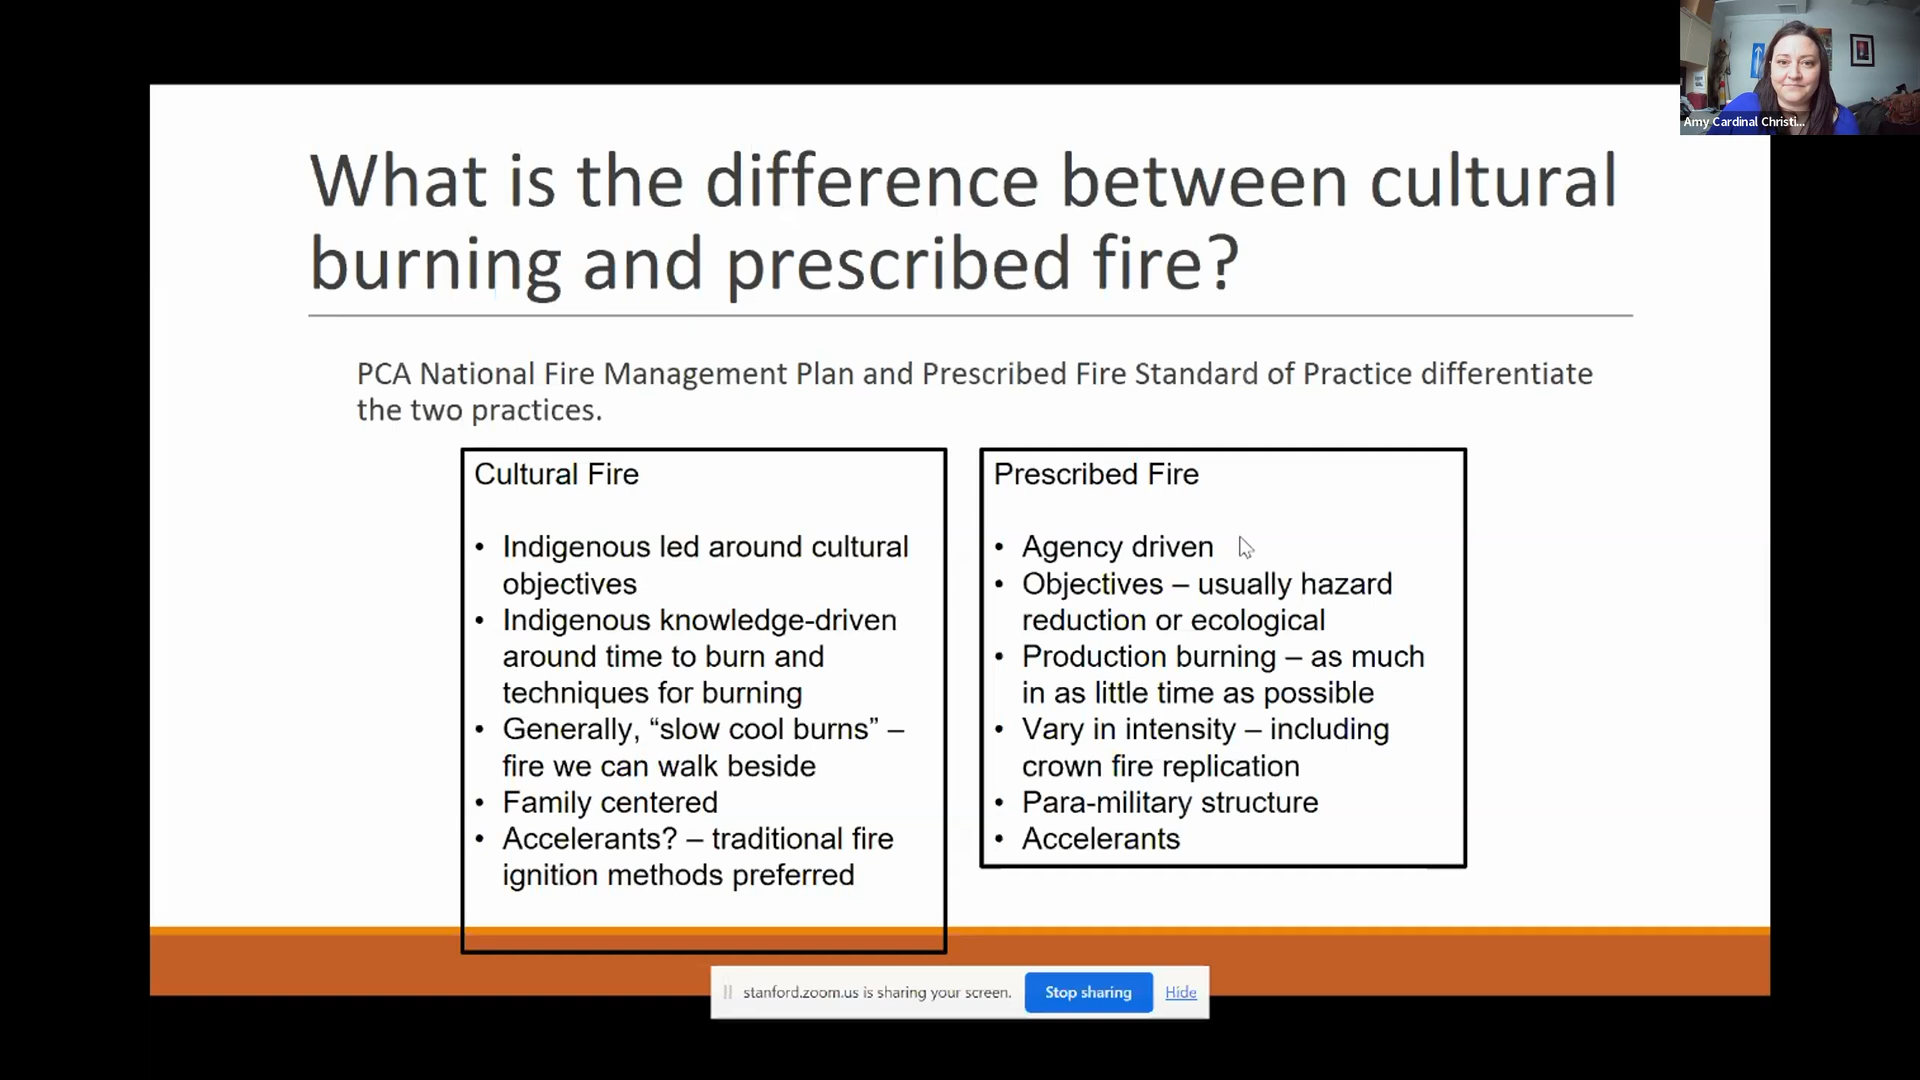 Amy Cardinal Christi...
What is the difference between cultural
burning and prescribed fire?
PCA National Fire Management Plan and Prescribed Fire Standard of Practice differentiate
the two practices.
Cultural Fire
• Indigenous led around cultural
objectives
• Indigenous knowledge-driven
around time to burn and
techniques for burning
• Generally, “slow cool burns” –
fire we can walk beside
• Family centered
• Accelerants? – traditional fire
ignition methods preferred
Prescribed Fire
• Agency driven
• Objectives – usually hazard
reduction or ecological
• Production burning – as much
in as little time as possible
• Vary in intensity – including
crown fire replication
• Para-military structure
• Accelerants
stanford.zoom.us is sharing your screen.
Stop sharing
Hide